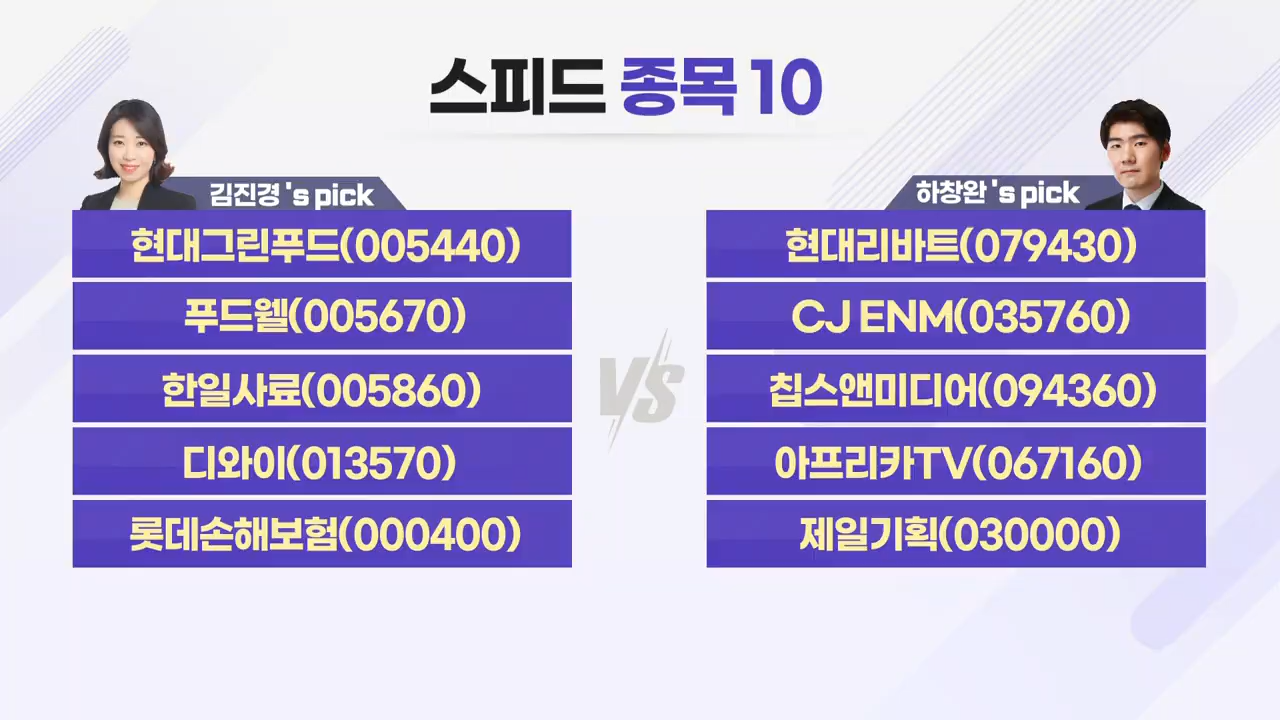 스피드 종목 10
김진경 's pick
현대그린푸드(005440)
푸드웰(005670)
한일사료(005860)
디와이(013570)
롯데손해보험(000400)
VS
하창완 's pick
현대리바트(079430)
CJ ENM(035760)
칩스앤미디어(094360)
아프리카TV(067160)
제일기획(030000)